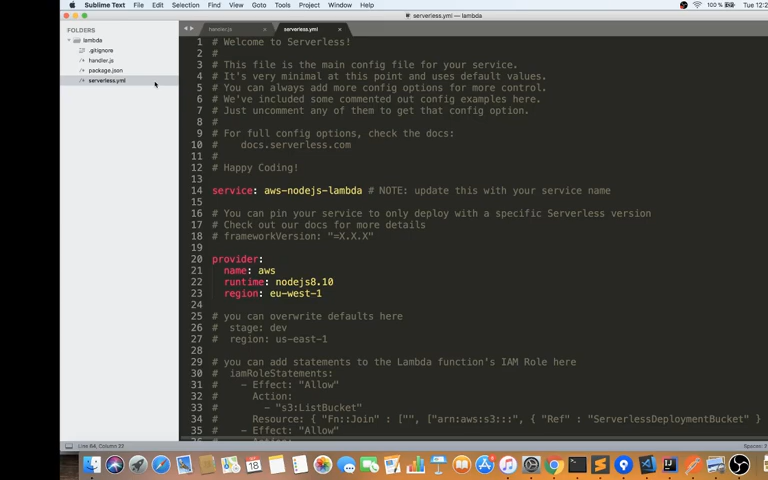 Sublime Text File Edit Selection Find View Goto Tools Project Window Help 100 % Tue 12:2
serverless.yml — lambda
FOLDERS
lambda
.gitignore
handler.js
package.json
serverless.yml
handler.js × serverless.yml ×
1 # Welcome to Serverless!
2 #
3 # This file is the main config file for your service.
4 # It's very minimal at this point and uses default values.
5 # You can always add more config options for more control.
6 # We've included some commented out config examples here.
7 # Just uncomment any of them to get that config option.
8 #
9 # For full config options, check the docs:
10 # docs.serverless.com
11 #
12 # Happy Coding!
13
14 service: aws-nodejs-lambda # NOTE: update this with your service name
15
16 # You can pin your service to only deploy with a specific Serverless version
17 # Check out our docs for more details
18 # frameworkVersion: "=X.X.X"
19
20 provider:
21 name: aws
22 runtime: nodejs8.10
23 region: eu-west-1
24
25 # you can overwrite defaults here
26 # stage: dev
27 # region: us-east-1
28
29 # you can add statements to the Lambda function's IAM Role here
30 # iamRoleStatements:
31 # - Effect: "Allow"
32 # Action:
33 # - "s3:ListBucket"
34 # Resource: { "Fn::Join" : ["", ["arn:aws:s3:::", { "Ref" : "ServerlessDeploymentBucket" }
35 # - Effect: "Allow"
Line 64, Column 22 Spaces: 2
18